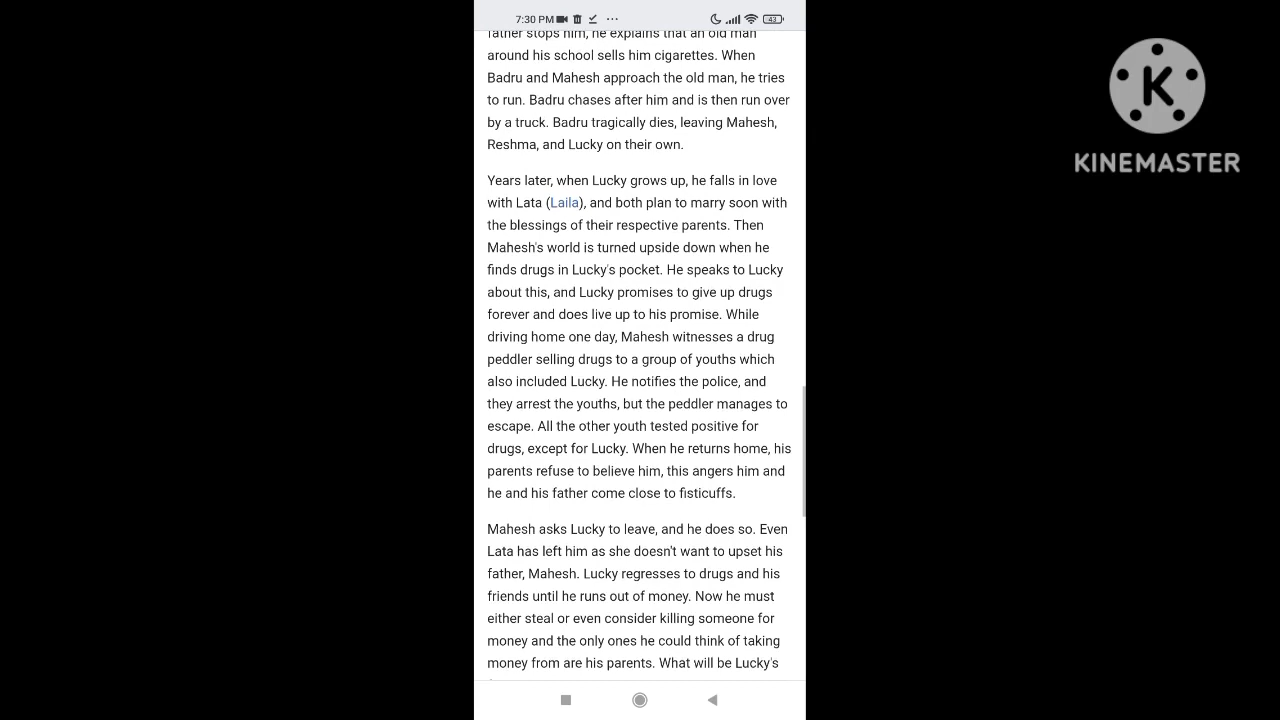 7:30 PM
43
father stops him, he explains that an old man
around his school sells him cigarettes. When
Badru and Mahesh approach the old man, he tries
to run. Badru chases after him and is then run over
by a truck. Badru tragically dies, leaving Mahesh,
Reshma, and Lucky on their own.
Years later, when Lucky grows up, he falls in love
with Lata (Laila), and both plan to marry soon with
the blessings of their respective parents. Then
Mahesh's world is turned upside down when he
finds drugs in Lucky's pocket. He speaks to Lucky
about this, and Lucky promises to give up drugs
forever and does live up to his promise. While
driving home one day, Mahesh witnesses a drug
peddler selling drugs to a group of youths which
also included Lucky. He notifies the police, and
they arrest the youths, but the peddler manages to
escape. All the other youth tested positive for
drugs, except for Lucky. When he returns home, his
parents refuse to believe him, this angers him and
he and his father come close to fisticuffs.
Mahesh asks Lucky to leave, and he does so. Even
Lata has left him as she doesn't want to upset his
father, Mahesh. Lucky regresses to drugs and his
friends until he runs out of money. Now he must
either steal or even consider killing someone for
money and the only ones he could think of taking
money from are his parents. What will be Lucky's
K
KINEMASTER